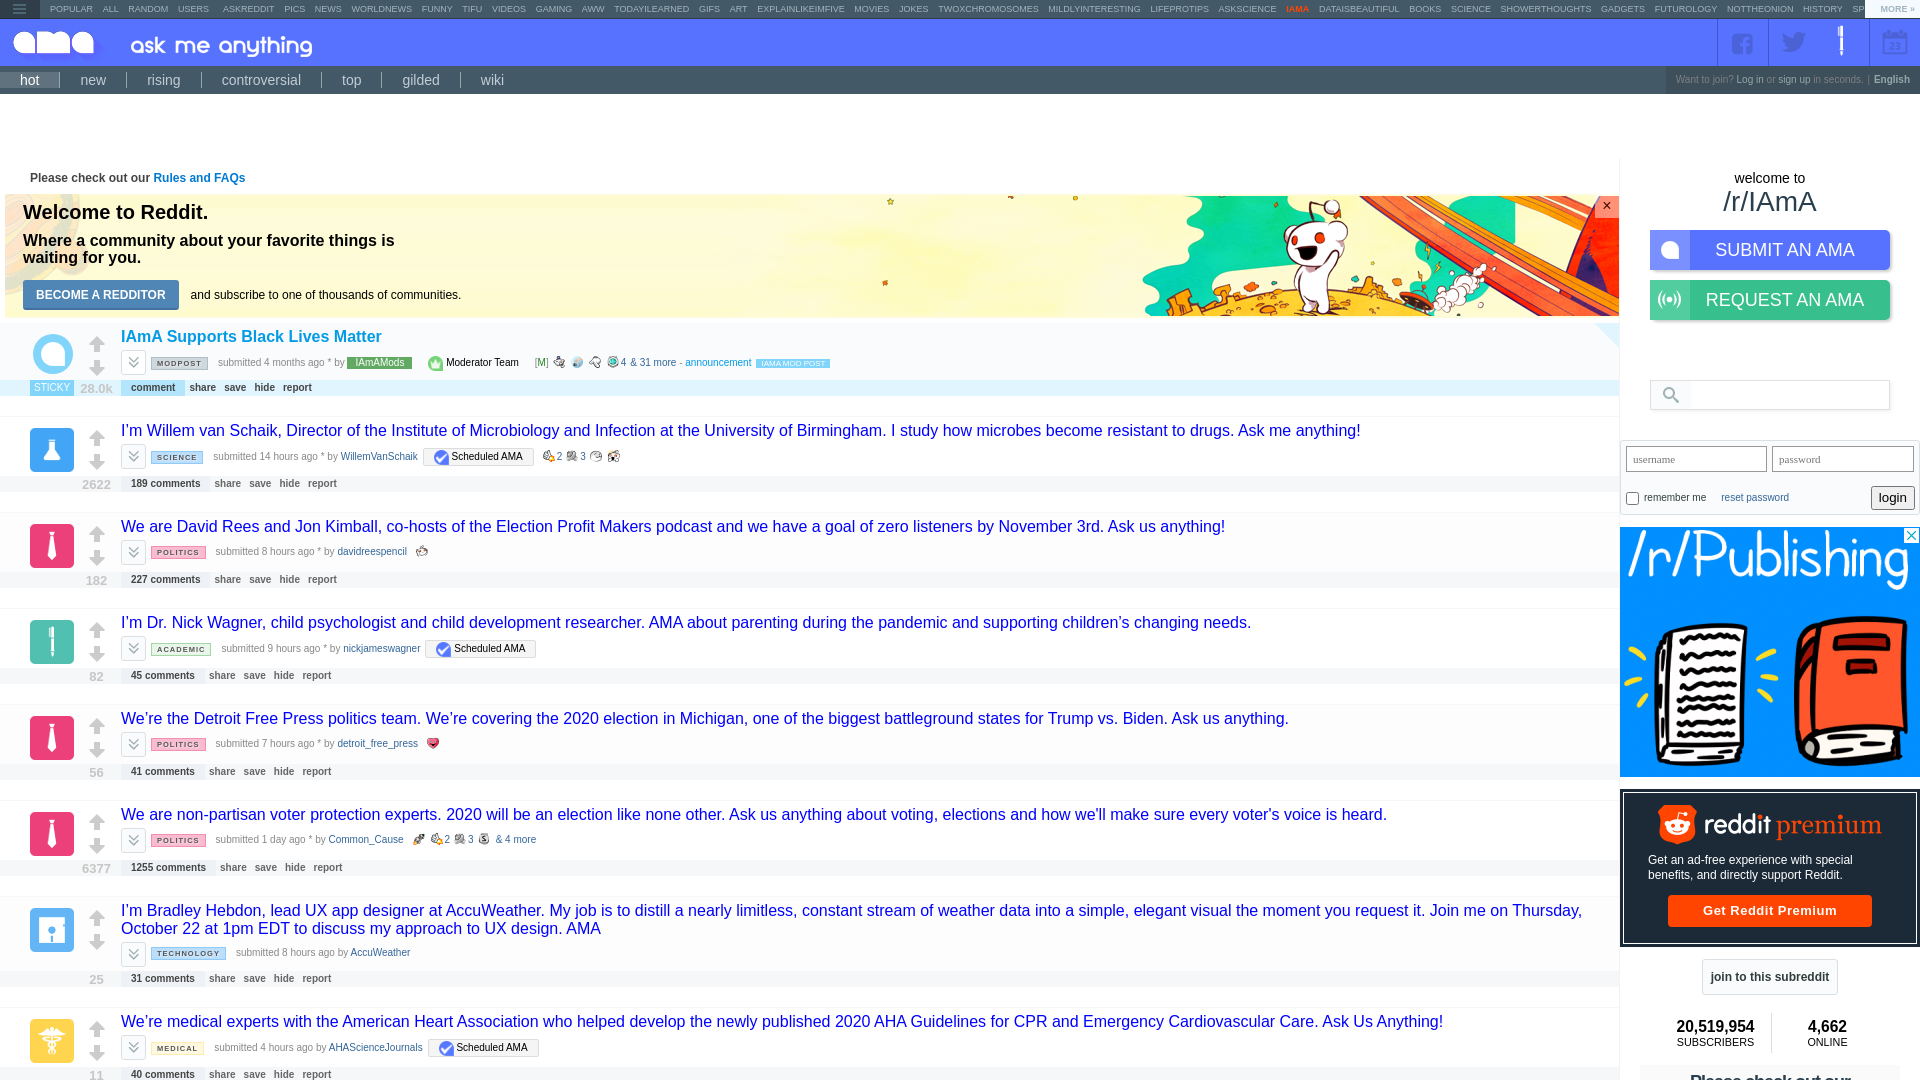 POPULAR ALL RANDOM USERS ASKREDDIT PICS NEWS WORLDNEWS FUNNY TIFU VIDEOS GAMING AWW TODAYILEARNED GIFS ART EXPLAINLIKEIMFIVE MOVIES JOKES TWOXCHROMOSOMES MILDLYINTERESTING LIFEPROTIPS ASKSCIENCE IAMA DATAISBEAUTIFUL BOOKS SCIENCE SHOWERTHOUGHTS GADGETS FUTUROLOGY NOTTHEONION HISTORY SP MORE »
ama ask me anything 23
hot new rising controversial top gilded wiki
Want to join? Log in or sign up in seconds. | English
Please check out our Rules and FAQs
Welcome to Reddit.
Where a community about your favorite things is
waiting for you.
BECOME A REDDITOR and subscribe to one of thousands of communities.
×
IAmA Supports Black Lives Matter
MODPOST submitted 4 months ago * by IAmAMods Moderator Team [M] 4 & 31 more - announcement IAMA MOD POST
STICKY 28.0k comment share save hide report
I'm Willem van Schaik, Director of the Institute of Microbiology and Infection at the University of Birmingham. I study how microbes become resistant to drugs. Ask me anything!
SCIENCE submitted 14 hours ago * by WillemVanSchaik Scheduled AMA 2 3
2622 189 comments share save hide report
We are David Rees and Jon Kimball, co-hosts of the Election Profit Makers podcast and we have a goal of zero listeners by November 3rd. Ask us anything!
POLITICS submitted 8 hours ago * by davidreespencil
182 227 comments share save hide report
I'm Dr. Nick Wagner, child psychologist and child development researcher. AMA about parenting during the pandemic and supporting children's changing needs.
ACADEMIC submitted 9 hours ago * by nickjameswagner Scheduled AMA
82 45 comments share save hide report
We're the Detroit Free Press politics team. We're covering the 2020 election in Michigan, one of the biggest battleground states for Trump vs. Biden. Ask us anything.
POLITICS submitted 7 hours ago * by detroit_free_press
56 41 comments share save hide report
We are non-partisan voter protection experts. 2020 will be an election like none other. Ask us anything about voting, elections and how we'll make sure every voter's voice is heard.
POLITICS submitted 1 day ago * by Common_Cause 2 3 & 4 more
6377 1255 comments share save hide report
I'm Bradley Hebdon, lead UX app designer at AccuWeather. My job is to distill a nearly limitless, constant stream of weather data into a simple, elegant visual the moment you request it. Join me on Thursday,
October 22 at 1pm EDT to discuss my approach to UX design. AMA
TECHNOLOGY submitted 8 hours ago by AccuWeather
25 31 comments share save hide report
We're medical experts with the American Heart Association who helped develop the newly published 2020 AHA Guidelines for CPR and Emergency Cardiovascular Care. Ask Us Anything!
MEDICAL submitted 4 hours ago by AHAScienceJournals Scheduled AMA
11 40 comments share save hide report
welcome to
/r/IAmA
SUBMIT AN AMA
REQUEST AN AMA
username password
remember me reset password login
/r/Publishing
reddit premium
Get an ad-free experience with special
benefits, and directly support Reddit.
Get Reddit Premium
join to this subreddit
20,519,954 4,662
SUBSCRIBERS ONLINE
Please check out our